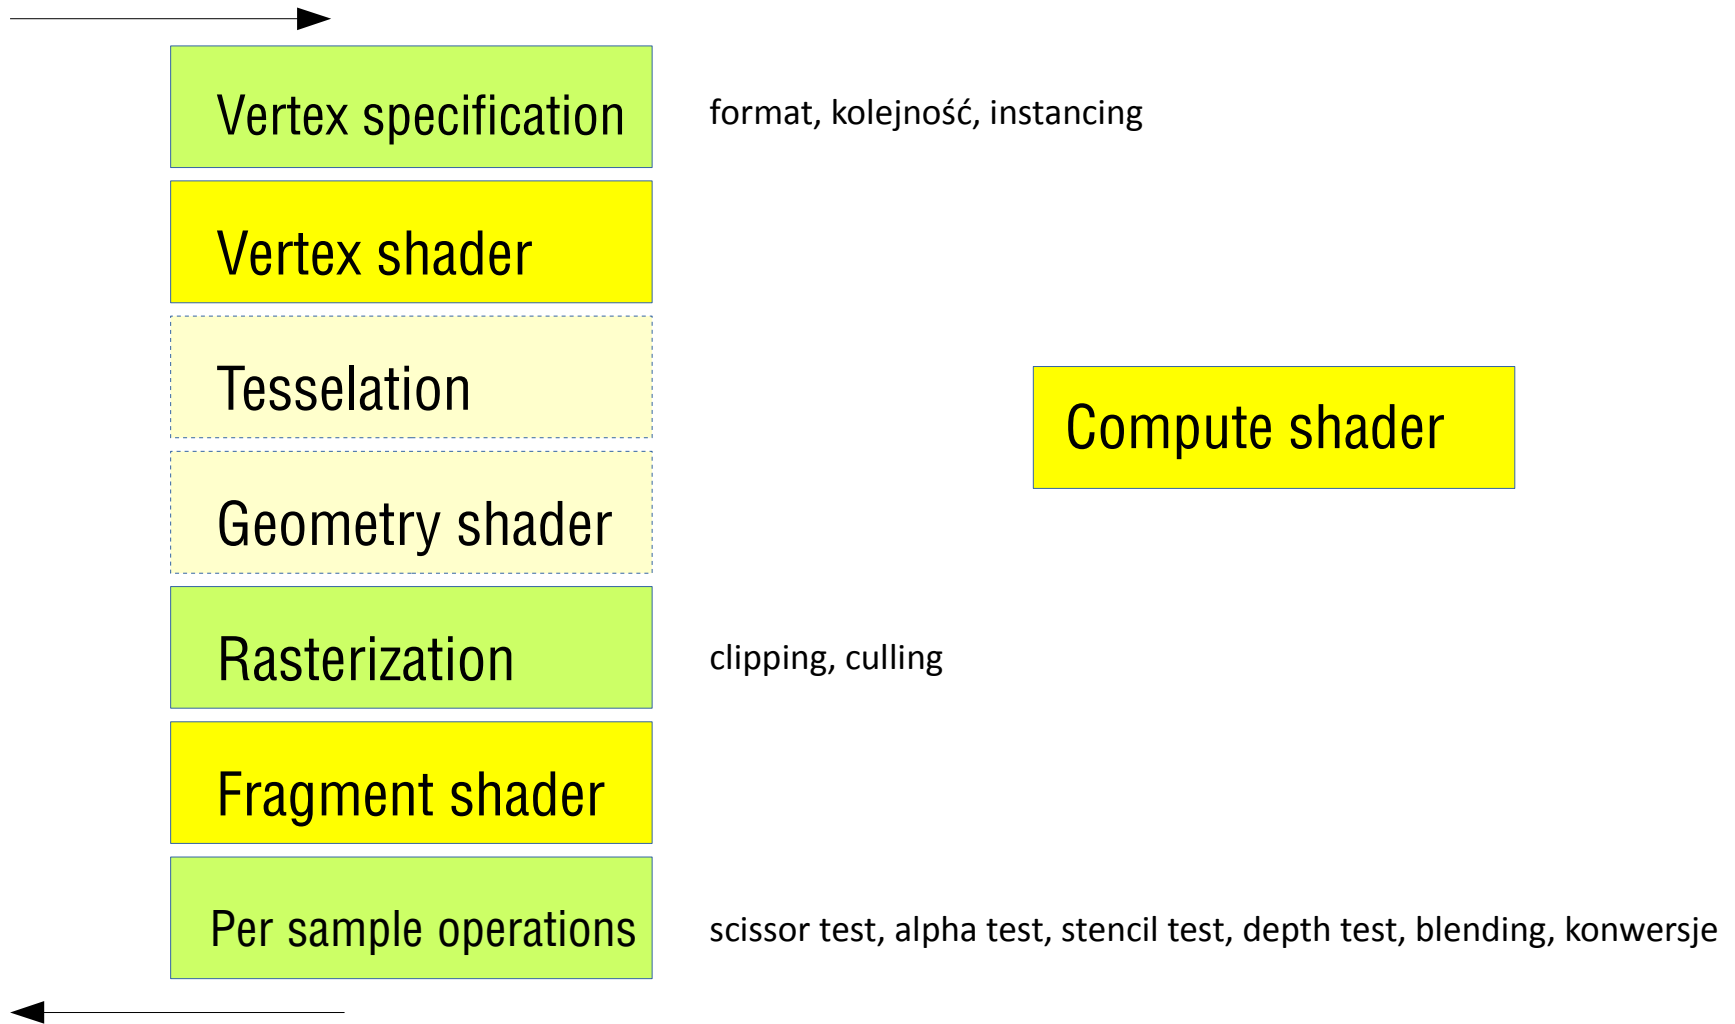 Vertex specification
format, kolejność, instancing
Vertex shader
Tesselation
Compute shader
Geometry shader
Rasterization
clipping, culling
Fragment shader
Per sample operations
scissor test, alpha test, stencil test, depth test, blending, konwersje